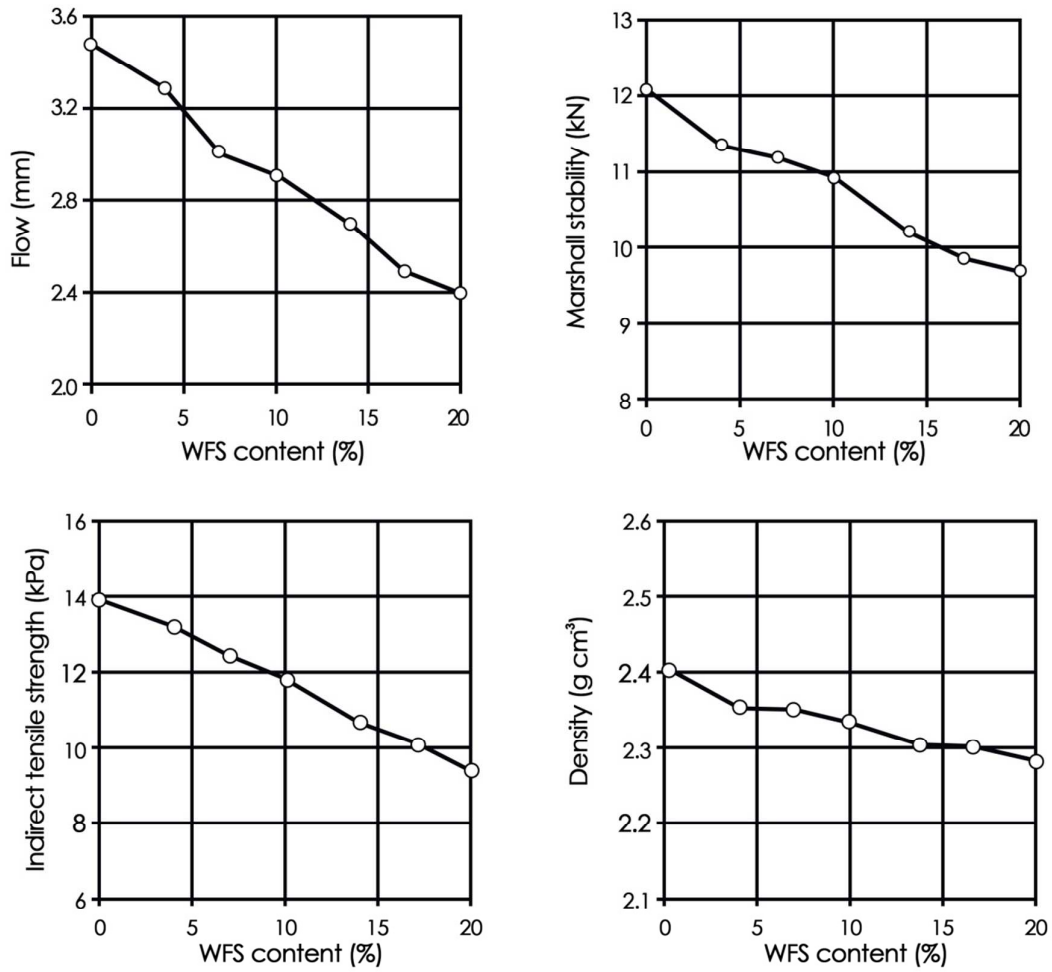 3.6
3.2
2.8
2.4
2.0
Flow (mm)
0 5 10 15 20
WFS content (%)
13
12
11
10
9
8
Marshall stability (kN)
0 5 10 15 20
WFS content (%)
16
14
12
10
8
6
Indirect tensile strength (kPa)
0 5 10 15 20
WFS content (%)
2.6
2.5
2.4
2.3
2.2
2.1
Density (g cm⁻³)
0 5 10 15 20
WFS content (%)